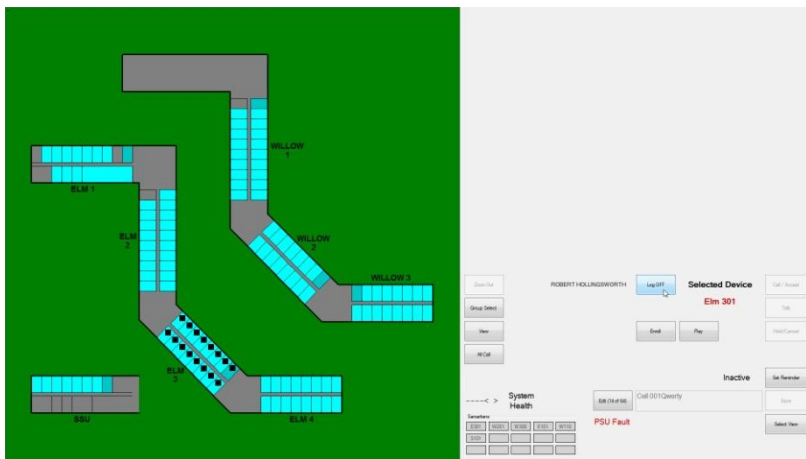 WILLOW
1
ELM 1
ELM
2
WILLOW
2
WILLOW 3
ELM
3
SSU
ELM 4
Zoom Out
ROBERT HOLLINGSWORTH
Log OFF
Selected Device
Elm 301
Group Select
Talk
View
Enroll
Play
All Call
Inactive
Set Reminder
-----< >
System
Health
Cell 001Qwerty
PSU Fault
Select View